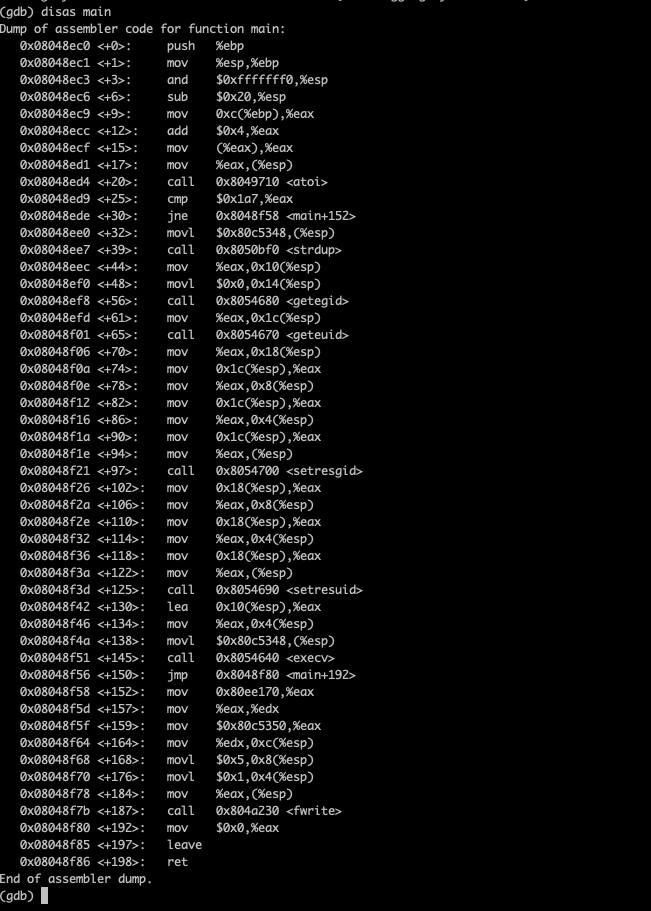 (gdb) disas main
Dump of assembler code for function main:
   0x08048ec0 <+0>:     push   %ebp
   0x08048ec1 <+1>:     mov    %esp,%ebp
   0x08048ec3 <+3>:     and    $0xfffffff0,%esp
   0x08048ec6 <+6>:     sub    $0x20,%esp
   0x08048ec9 <+9>:     mov    0xc(%ebp),%eax
   0x08048ecc <+12>:    add    $0x4,%eax
   0x08048ecf <+15>:    mov    (%eax),%eax
   0x08048ed1 <+17>:    mov    %eax,(%esp)
   0x08048ed4 <+20>:    call   0x8049710 <atoi>
   0x08048ed9 <+25>:    cmp    $0x1a7,%eax
   0x08048ede <+30>:    jne    0x8048f58 <main+152>
   0x08048ee0 <+32>:    movl   $0x80c5348,(%esp)
   0x08048ee7 <+39>:    call   0x8050bf0 <strdup>
   0x08048eec <+44>:    mov    %eax,0x10(%esp)
   0x08048ef0 <+48>:    movl   $0x0,0x14(%esp)
   0x08048ef8 <+56>:    call   0x8054680 <getegid>
   0x08048efd <+61>:    mov    %eax,0x1c(%esp)
   0x08048f01 <+65>:    call   0x8054670 <geteuid>
   0x08048f06 <+70>:    mov    %eax,0x18(%esp)
   0x08048f0a <+74>:    mov    0x1c(%esp),%eax
   0x08048f0e <+78>:    mov    %eax,0x8(%esp)
   0x08048f12 <+82>:    mov    0x1c(%esp),%eax
   0x08048f16 <+86>:    mov    %eax,0x4(%esp)
   0x08048f1a <+90>:    mov    0x1c(%esp),%eax
   0x08048f1e <+94>:    mov    %eax,(%esp)
   0x08048f21 <+97>:    call   0x8054700 <setresgid>
   0x08048f26 <+102>:   mov    0x18(%esp),%eax
   0x08048f2a <+106>:   mov    %eax,0x8(%esp)
   0x08048f2e <+110>:   mov    0x18(%esp),%eax
   0x08048f32 <+114>:   mov    %eax,0x4(%esp)
   0x08048f36 <+118>:   mov    0x18(%esp),%eax
   0x08048f3a <+122>:   mov    %eax,(%esp)
   0x08048f3d <+125>:   call   0x8054690 <setresuid>
   0x08048f42 <+130>:   lea    0x10(%esp),%eax
   0x08048f46 <+134>:   mov    %eax,0x4(%esp)
   0x08048f4a <+138>:   movl   $0x80c5348,(%esp)
   0x08048f51 <+145>:   call   0x8054640 <execv>
   0x08048f56 <+150>:   jmp    0x8048f80 <main+192>
   0x08048f58 <+152>:   mov    0x80ee170,%eax
   0x08048f5d <+157>:   mov    %eax,%edx
   0x08048f5f <+159>:   mov    $0x80c5350,%eax
   0x08048f64 <+164>:   mov    %edx,0xc(%esp)
   0x08048f68 <+168>:   movl   $0x5,0x8(%esp)
   0x08048f70 <+176>:   movl   $0x1,0x4(%esp)
   0x08048f78 <+184>:   mov    %eax,(%esp)
   0x08048f7b <+187>:   call   0x804a230 <fwrite>
   0x08048f80 <+192>:   mov    $0x0,%eax
   0x08048f85 <+197>:   leave
   0x08048f86 <+198>:   ret
End of assembler dump.
(gdb)